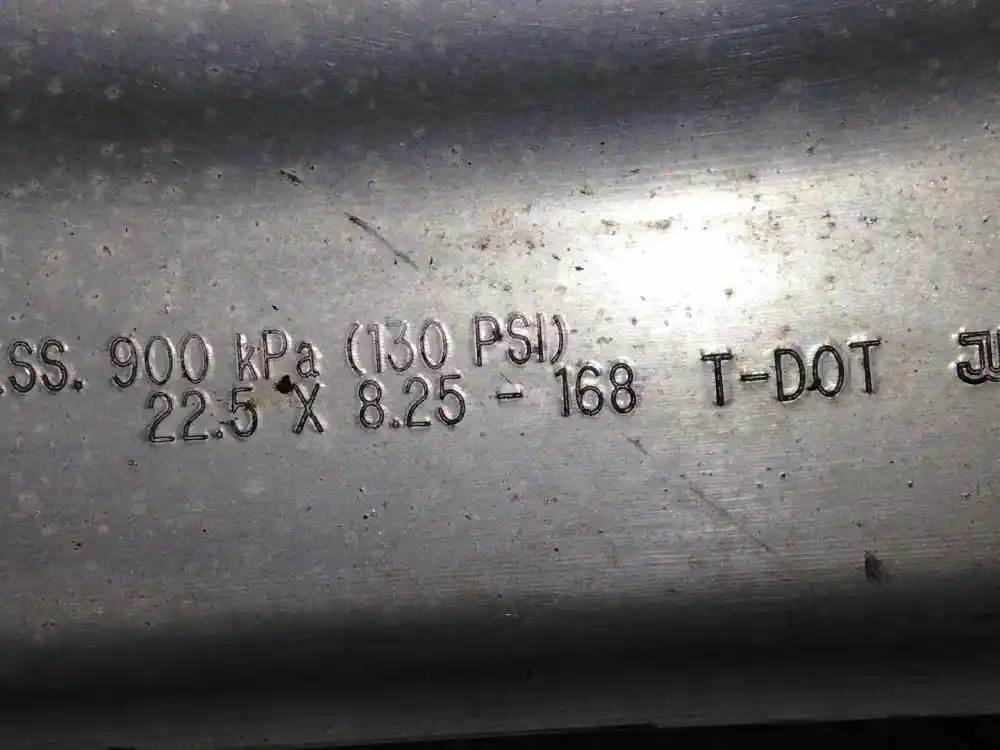 SS. 900 kPa (130 PSI)
22.5 X 8.25 - 168 T-DOT